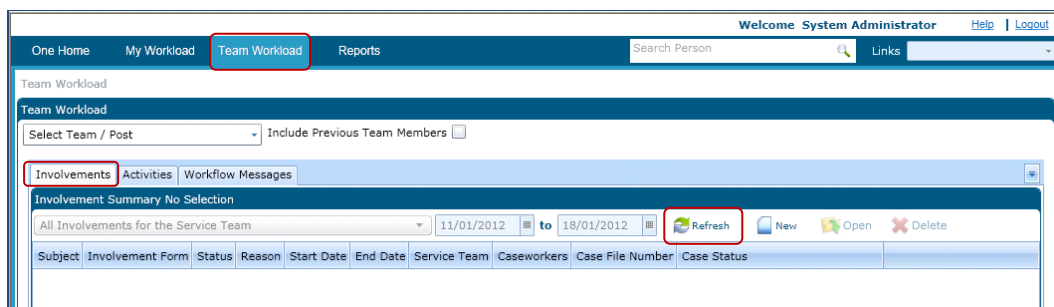 Welcome System Administrator Help | Logout
One Home My Workload Team Workload Reports Search Person Links
Team Workload
Team Workload
Select Team / Post Include Previous Team Members
Involvements Activities Workflow Messages
Involvement Summary No Selection
All Involvements for the Service Team 11/01/2012 to 18/01/2012 Refresh New Open Delete
Subject Involvement Form Status Reason Start Date End Date Service Team Caseworkers Case File Number Case Status